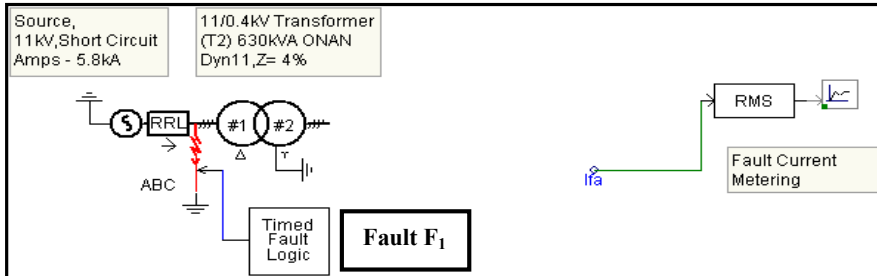 Source,
11kV,Short Circuit
Amps - 5.8kA
11/0.4kV Transformer
(T2) 630kVA ONAN
Dyn11,Z= 4%
RRL
#1
#2
ABC
Timed
Fault
Logic
Fault F₁
Ifa
RMS
Fault Current
Metering